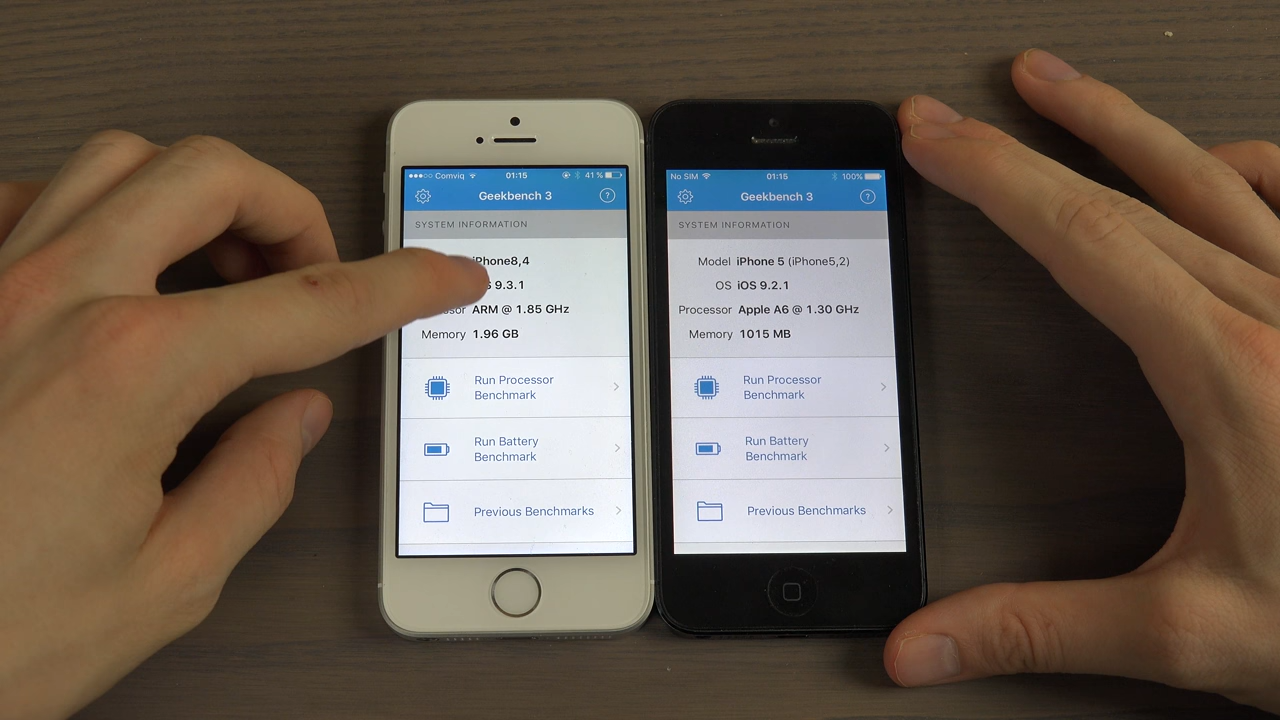 Comviq 01:15 41 %
Geekbench 3
?
SYSTEM INFORMATION
iPhone8,4
9.3.1
ARM @ 1.85 GHz
Memory 1.96 GB
Run Processor
Benchmark
Run Battery
Benchmark
Previous Benchmarks
No SIM 01:15 100%
Geekbench 3
?
SYSTEM INFORMATION
Model iPhone 5 (iPhone5,2)
OS iOS 9.2.1
Processor Apple A6 @ 1.30 GHz
Memory 1015 MB
Run Processor
Benchmark
Run Battery
Benchmark
Previous Benchmarks